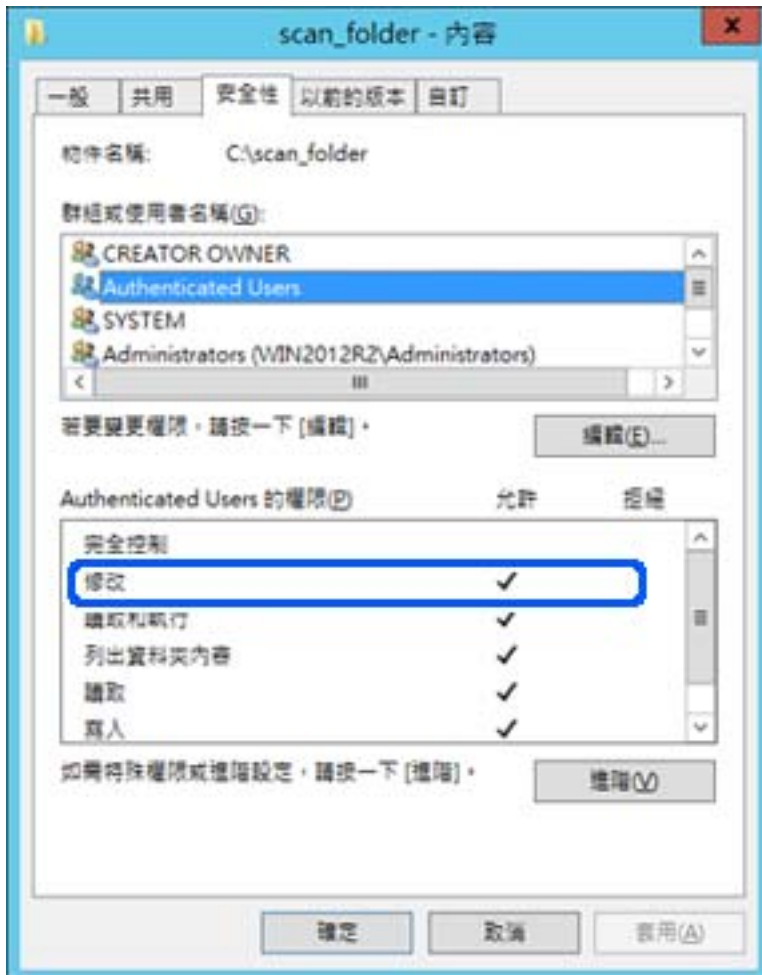 scan_folder - 內容
一般 共用 安全性 以前的版本 自訂
物件名稱: C:\scan_folder
群組或使用者名稱(G):
CREATOR OWNER
Authenticated Users
SYSTEM
Administrators (WIN2012R2\Administrators)
若要變更權限，請按一下 [編輯]。 編輯(E)...
Authenticated Users 的權限(P) 允許 拒絕
完全控制
修改
讀取和執行
列出資料夾內容
讀取
寫入
如需特殊權限或進階設定，請按一下 [進階]。 進階(V)
確定 取消 套用(A)